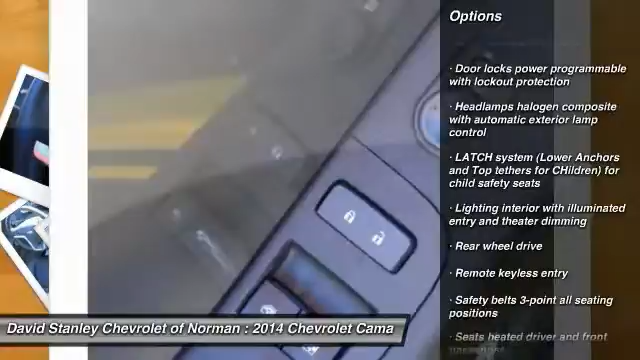 Options
· Door locks power programmable
with lockout protection
· Headlamps halogen composite
with automatic exterior lamp
control
· LATCH system (Lower Anchors
and Top tethers for CHildren) for
child safety seats
· Lighting interior with illuminated
entry and theater dimming
· Rear wheel drive
· Remote keyless entry
· Safety belts 3-point all seating
positions
· Seats heated driver and front
passenger
David Stanley Chevrolet of Norman : 2014 Chevrolet Cama